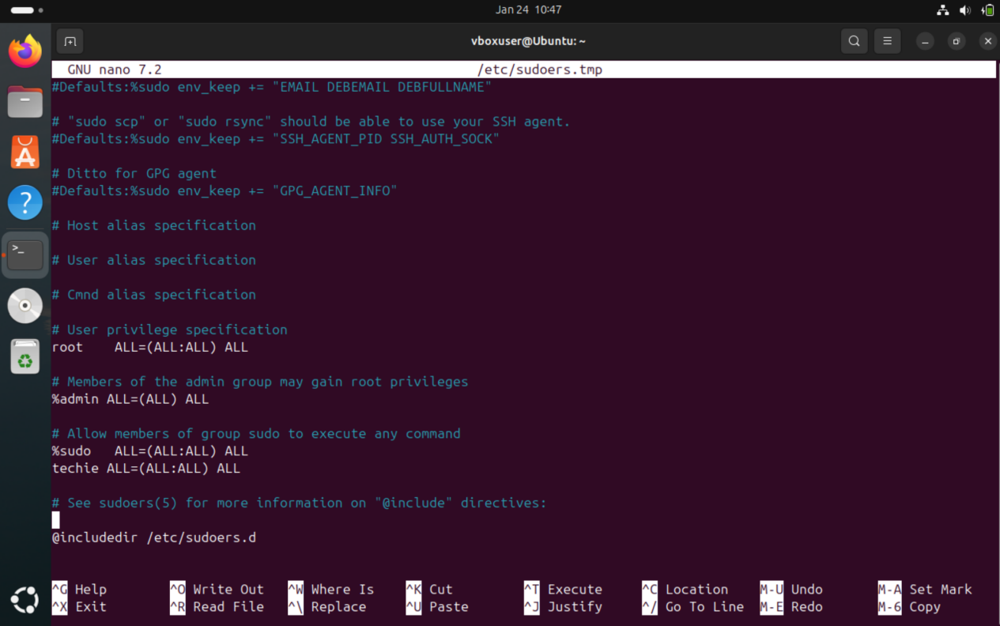 Jan 24 10:47
vboxuser@Ubuntu: ~
GNU nano 7.2 /etc/sudoers.tmp
#Defaults:%sudo env_keep += "EMAIL DEBEMAIL DEBFULLNAME"
# "sudo scp" or "sudo rsync" should be able to use your SSH agent.
#Defaults:%sudo env_keep += "SSH_AGENT_PID SSH_AUTH_SOCK"
# Ditto for GPG agent
#Defaults:%sudo env_keep += "GPG_AGENT_INFO"
# Host alias specification
# User alias specification
# Cmnd alias specification
# User privilege specification
root    ALL=(ALL:ALL) ALL
# Members of the admin group may gain root privileges
%admin ALL=(ALL) ALL
# Allow members of group sudo to execute any command
%sudo   ALL=(ALL:ALL) ALL
techie ALL=(ALL:ALL) ALL
# See sudoers(5) for more information on "@include" directives:
@includedir /etc/sudoers.d
^G Help ^O Write Out ^W Where Is ^K Cut ^T Execute ^C Location M-U Undo M-A Set Mark
^X Exit ^R Read File ^\ Replace ^U Paste ^J Justify ^/ Go To Line M-E Redo M-6 Copy